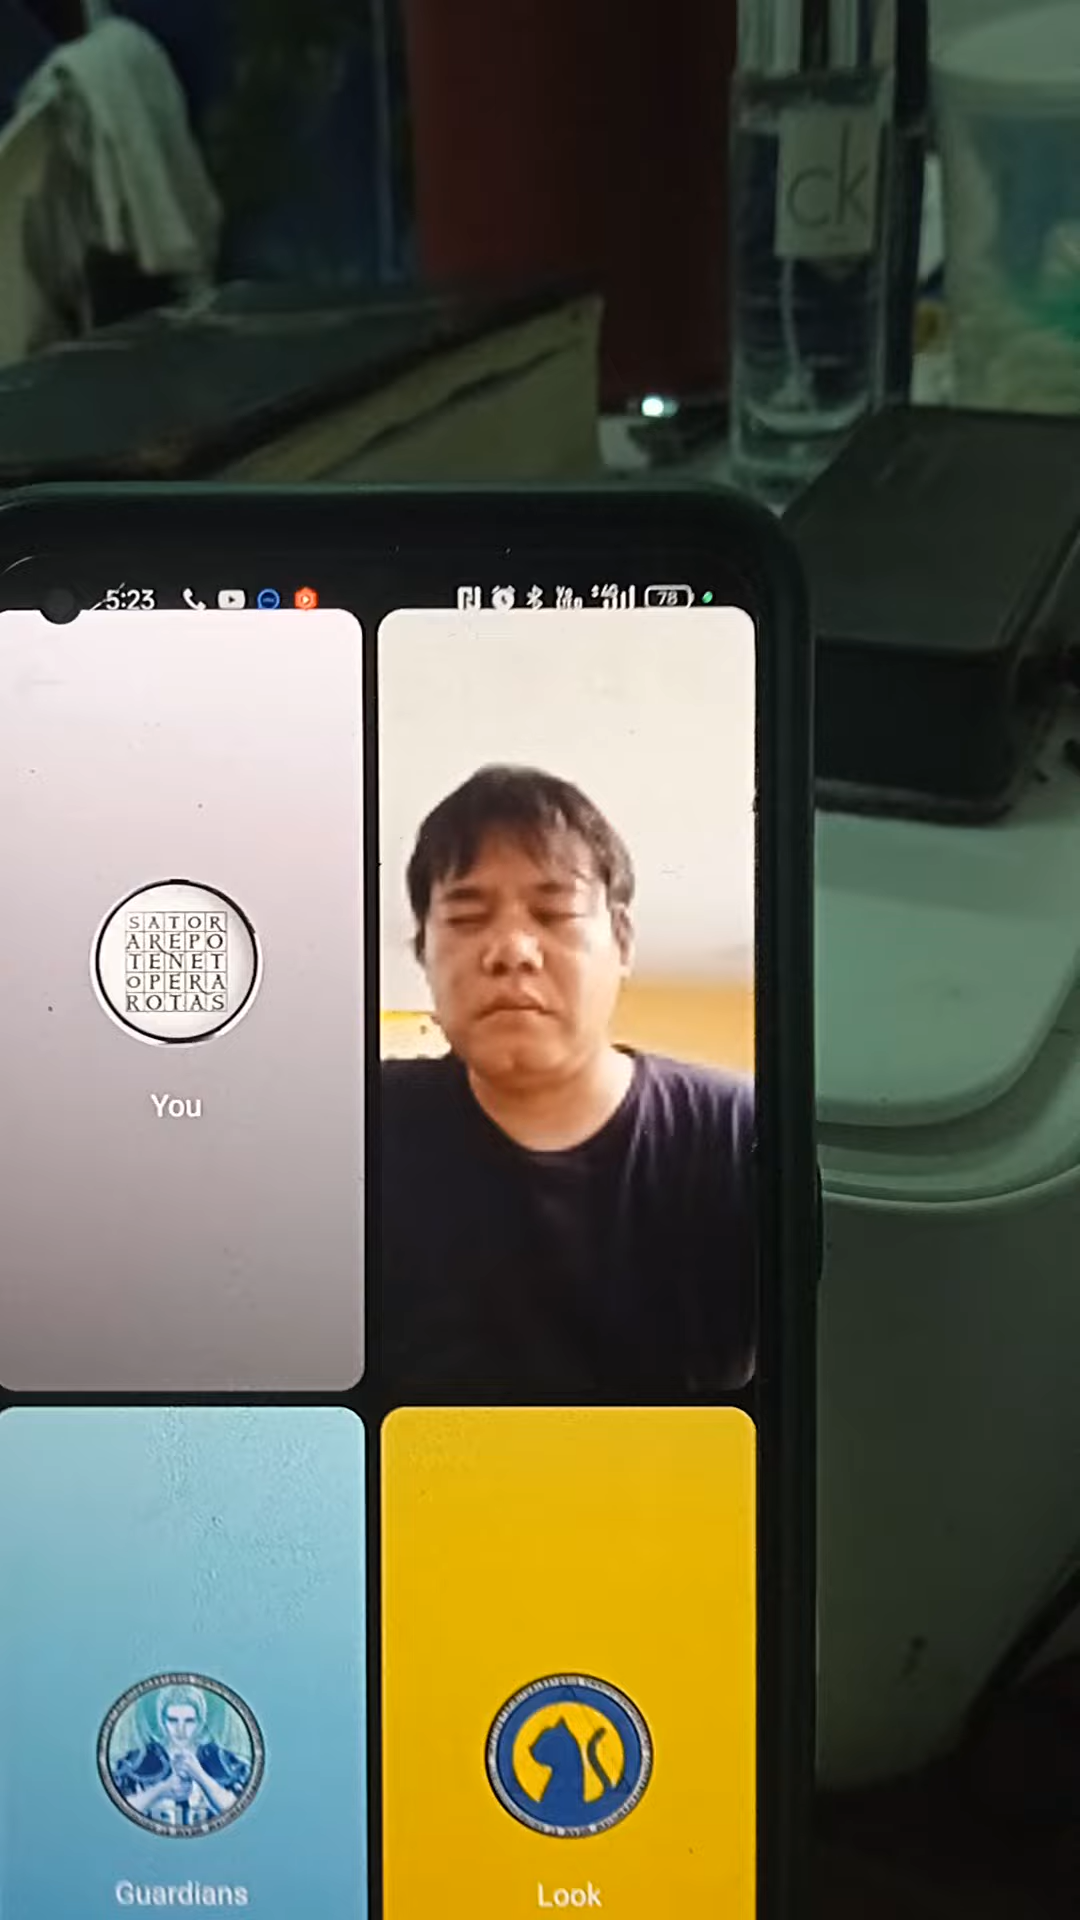 ck
5:23
78
SATOR
AREPO
TENET
OPERA
ROTAS
You
Guardians
Look